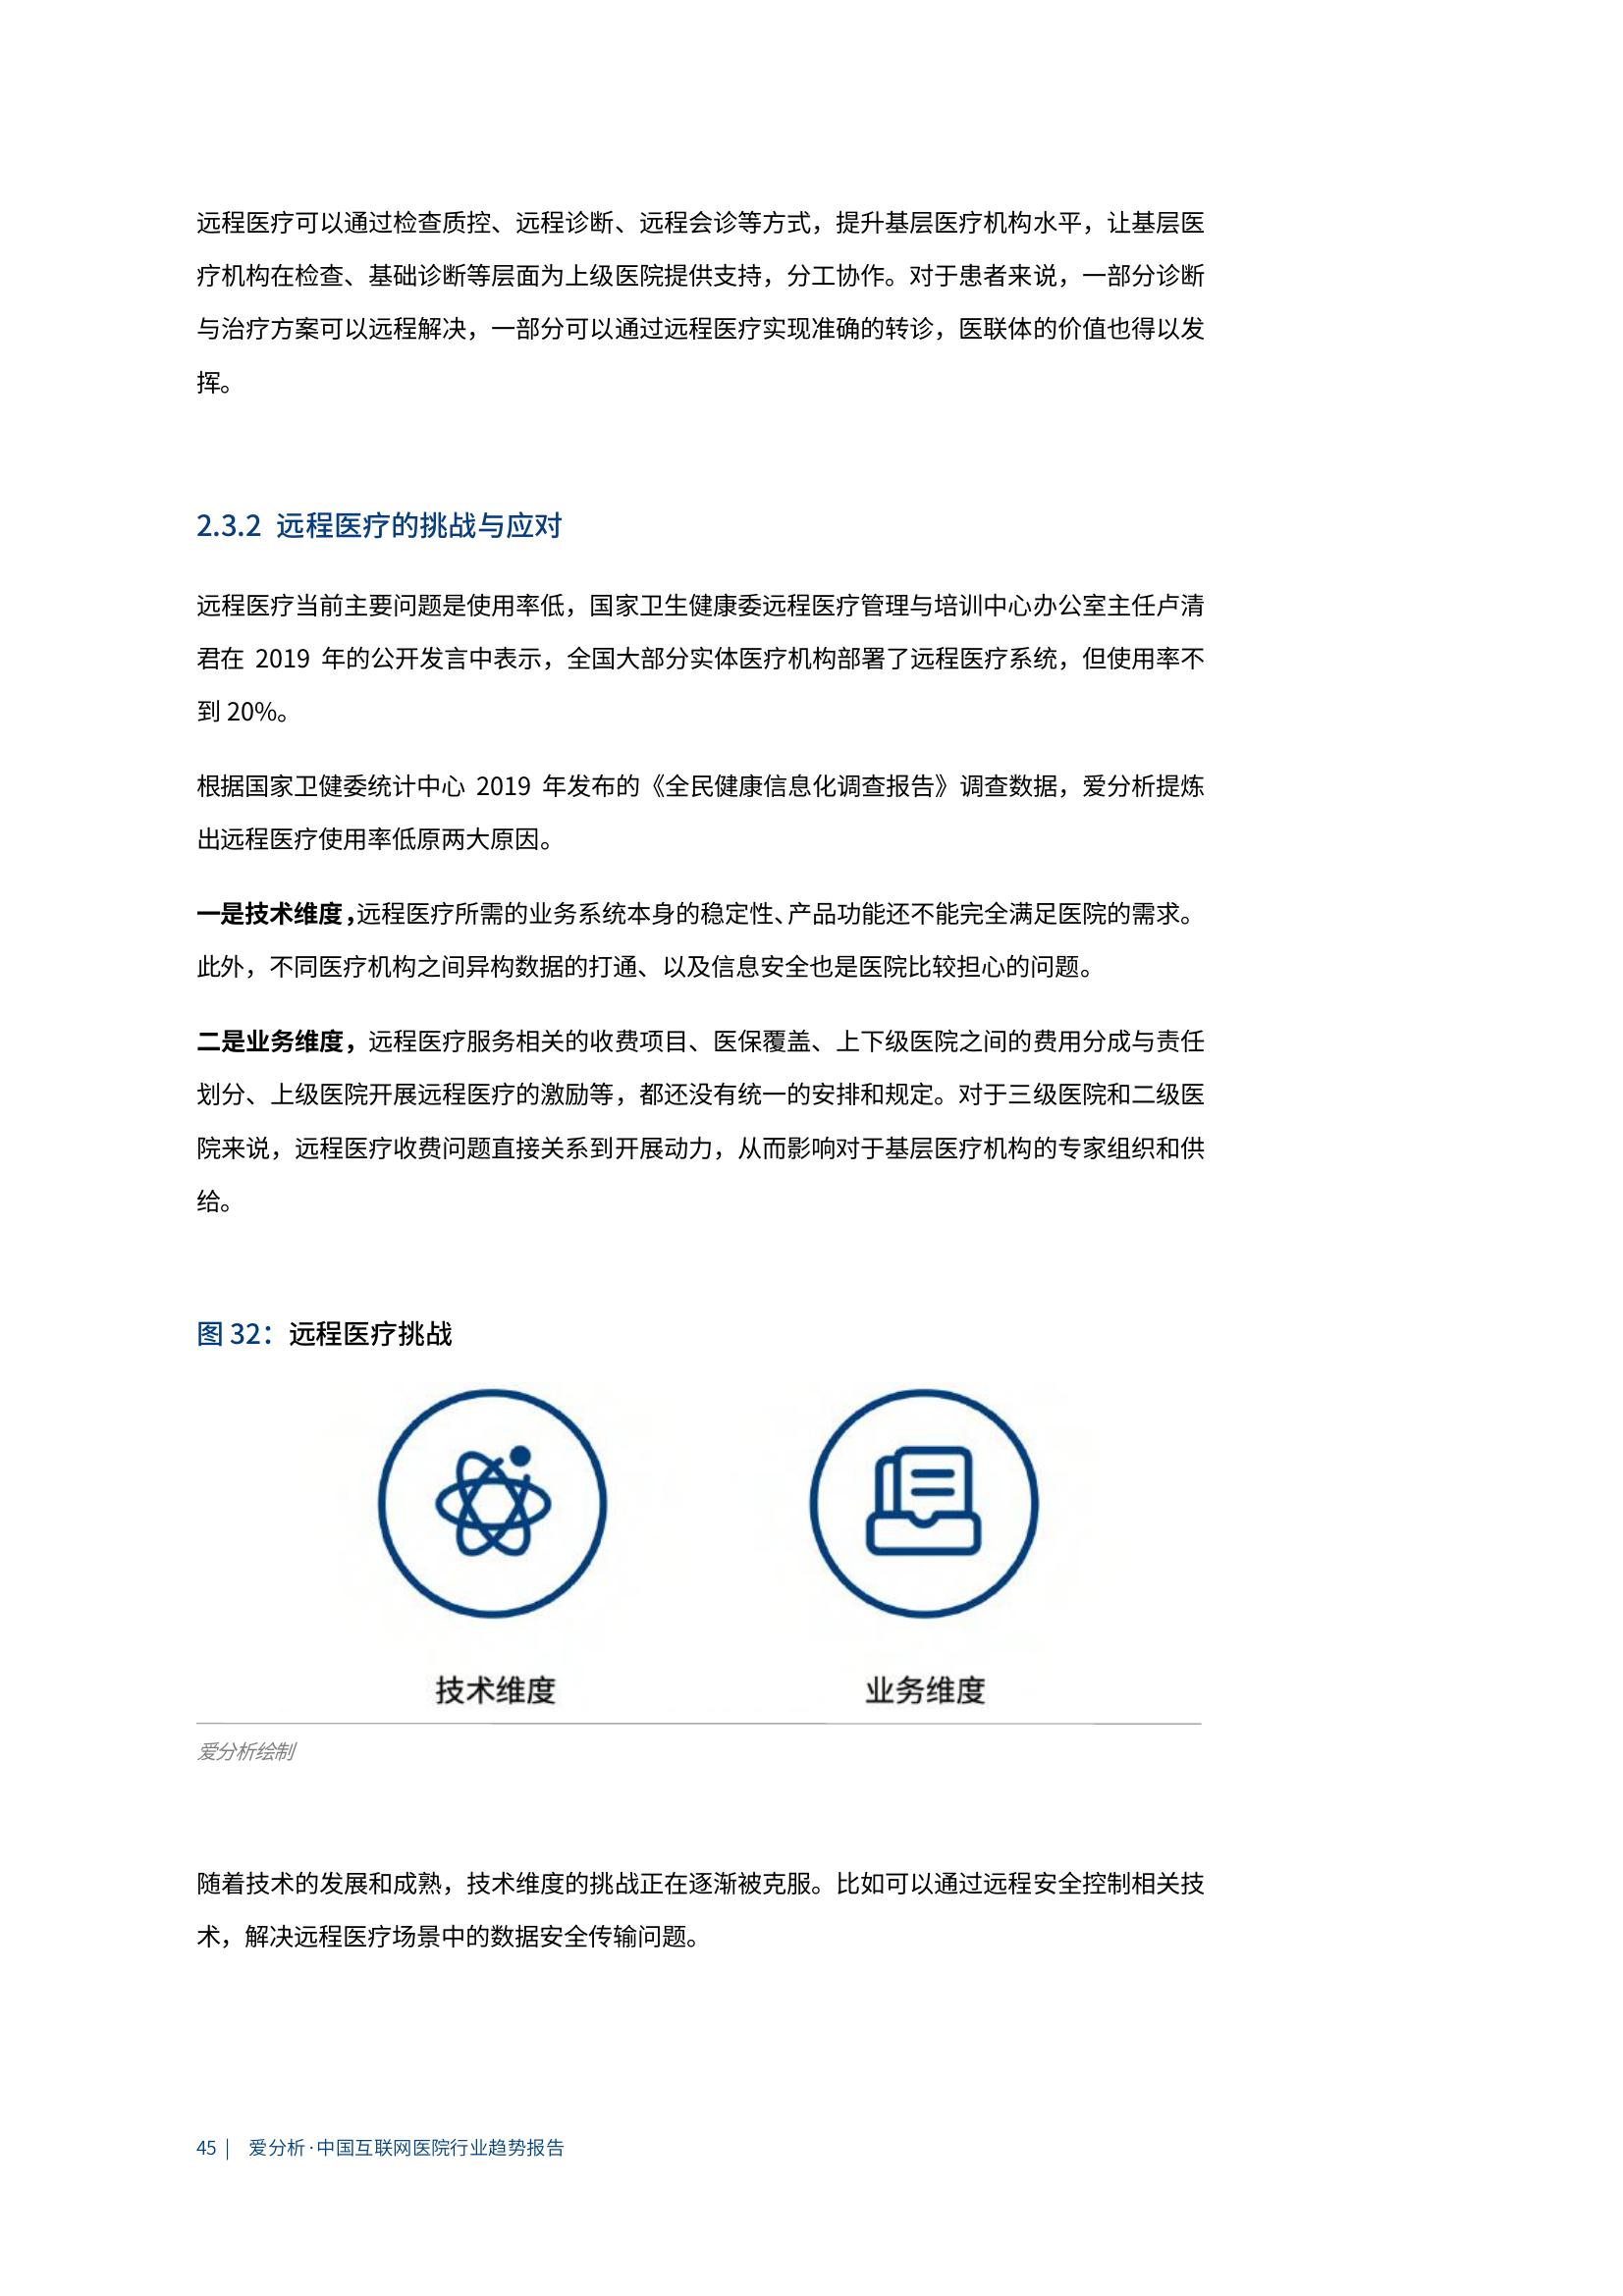 远程医疗可以通过检查质控、远程诊断、远程会诊等方式，提升基层医疗机构水平，让基层医
疗机构在检查、基础诊断等层面为上级医院提供支持，分工协作。对于患者来说，一部分诊断
与治疗方案可以远程解决，一部分可以通过远程医疗实现准确的转诊，医联体的价值也得以发
挥。
2.3.2 远程医疗的挑战与应对
远程医疗当前主要问题是使用率低，国家卫生健康委远程医疗管理与培训中心办公室主任卢清
君在 2019 年的公开发言中表示，全国大部分实体医疗机构部署了远程医疗系统，但使用率不
到 20%。
根据国家卫健委统计中心 2019 年发布的《全民健康信息化调查报告》调查数据，爱分析提炼
出远程医疗使用率低原两大原因。
一是技术维度，远程医疗所需的业务系统本身的稳定性、产品功能还不能完全满足医院的需求。
此外，不同医疗机构之间异构数据的打通、以及信息安全也是医院比较担心的问题。
二是业务维度，远程医疗服务相关的收费项目、医保覆盖、上下级医院之间的费用分成与责任
划分、上级医院开展远程医疗的激励等，都还没有统一的安排和规定。对于三级医院和二级医
院来说，远程医疗收费问题直接关系到开展动力，从而影响对于基层医疗机构的专家组织和供
给。
图 32：远程医疗挑战
技术维度 业务维度
爱分析绘制
随着技术的发展和成熟，技术维度的挑战正在逐渐被克服。比如可以通过远程安全控制相关技
术，解决远程医疗场景中的数据安全传输问题。
45 | 爱分析·中国互联网医院行业趋势报告